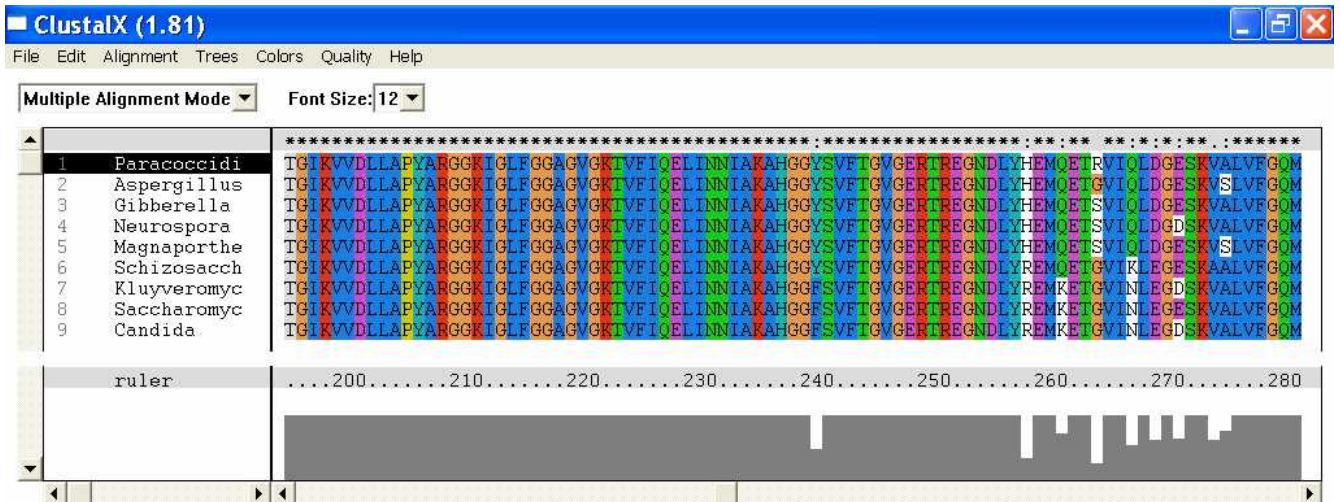 ClustalX (1.81)
File Edit Alignment Trees Colors Quality Help
Multiple Alignment Mode Font Size: 12
*********************************************:*****************:**:** **:*:*:**.:******
1 Paracoccidi TGIKVVDLLAPYARGGKIGLFGGAGVGKTVFIQELINNIAKAHGGYSVFTGVGERTREGNDLYHEMQETRVIQLDGESKVALVFGQM
2 Aspergillus TGIKVVDLLAPYARGGKIGLFGGAGVGKTVFIQELINNIAKAHGGYSVFTGVGERTREGNDLYHEMQETGVIQLDGESKVSLVFGQM
3 Gibberella TGIKVVDLLAPYARGGKIGLFGGAGVGKTVFIQELINNIAKAHGGYSVFTGVGERTREGNDLYHEMQETSVIQLDGESKVALVFGQM
4 Neurospora TGIKVVDLLAPYARGGKIGLFGGAGVGKTVFIQELINNIAKAHGGYSVFTGVGERTREGNDLYHEMQETSVIQLDGDSKVALVFGQM
5 Magnaporthe TGIKVVDLLAPYARGGKIGLFGGAGVGKTVFIQELINNIAKAHGGYSVFTGVGERTREGNDLYHEMQETSVIQLDGESKVSLVFGQM
6 Schizosacch TGIKVVDLLAPYARGGKIGLFGGAGVGKTVFIQELINNIAKAHGGYSVFTGVGERTREGNDLYREMQETGVIKLEGESKAALVFGQM
7 Kluyveromyc TGIKVVDLLAPYARGGKIGLFGGAGVGKTVFIQELINNIAKAHGGFSVFTGVGERTREGNDLYREMKETGVINLEGDSKVALVFGQM
8 Saccharomyc TGIKVVDLLAPYARGGKIGLFGGAGVGKTVFIQELINNIAKAHGGFSVFTGVGERTREGNDLYREMKETGVINLEGESKVALVFGQM
9 Candida TGIKVVDLLAPYARGGKIGLFGGAGVGKTVFIQELINNIAKAHGGFSVFTGVGERTREGNDLYREMKETGVINLEGDSKVALVFGQM
ruler ....200.......210.......220.......230.......240.......250.......260.......270.......280